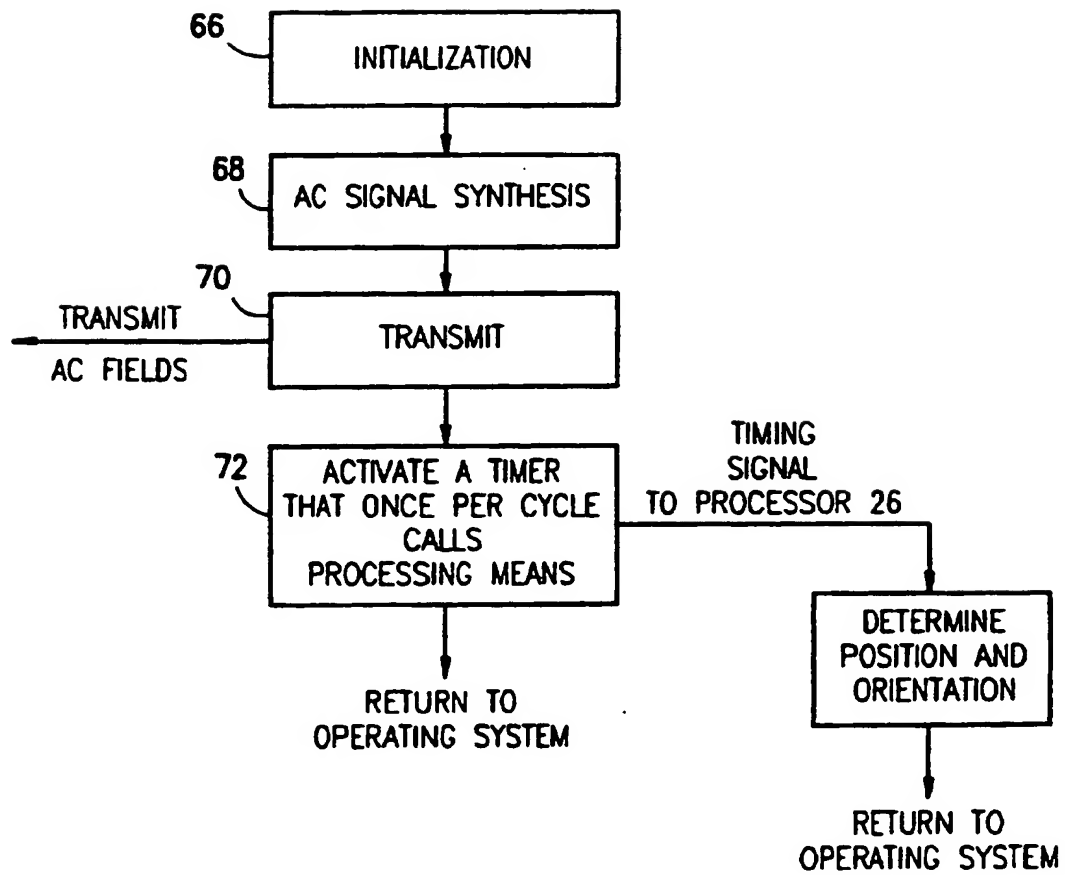 66
INITIALIZATION
68
AC SIGNAL SYNTHESIS
70
TRANSMIT
TRANSMIT
AC FIELDS
72
ACTIVATE A TIMER
THAT ONCE PER CYCLE
CALLS
PROCESSING MEANS
TIMING
SIGNAL
TO PROCESSOR 26
DETERMINE
POSITION AND
ORIENTATION
RETURN TO
OPERATING SYSTEM
RETURN TO
OPERATING SYSTEM